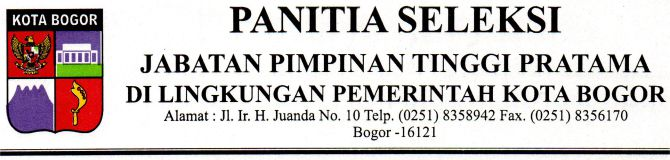 KOTA BOGOR
PANITIA SELEKSI
JABATAN PIMPINAN TINGGI PRATAMA
DI LINGKUNGAN PEMERINTAH KOTA BOGOR
Alamat : Jl. Ir. H. Juanda No. 10 Telp. (0251) 8358942 Fax. (0251) 8356170
Bogor -16121